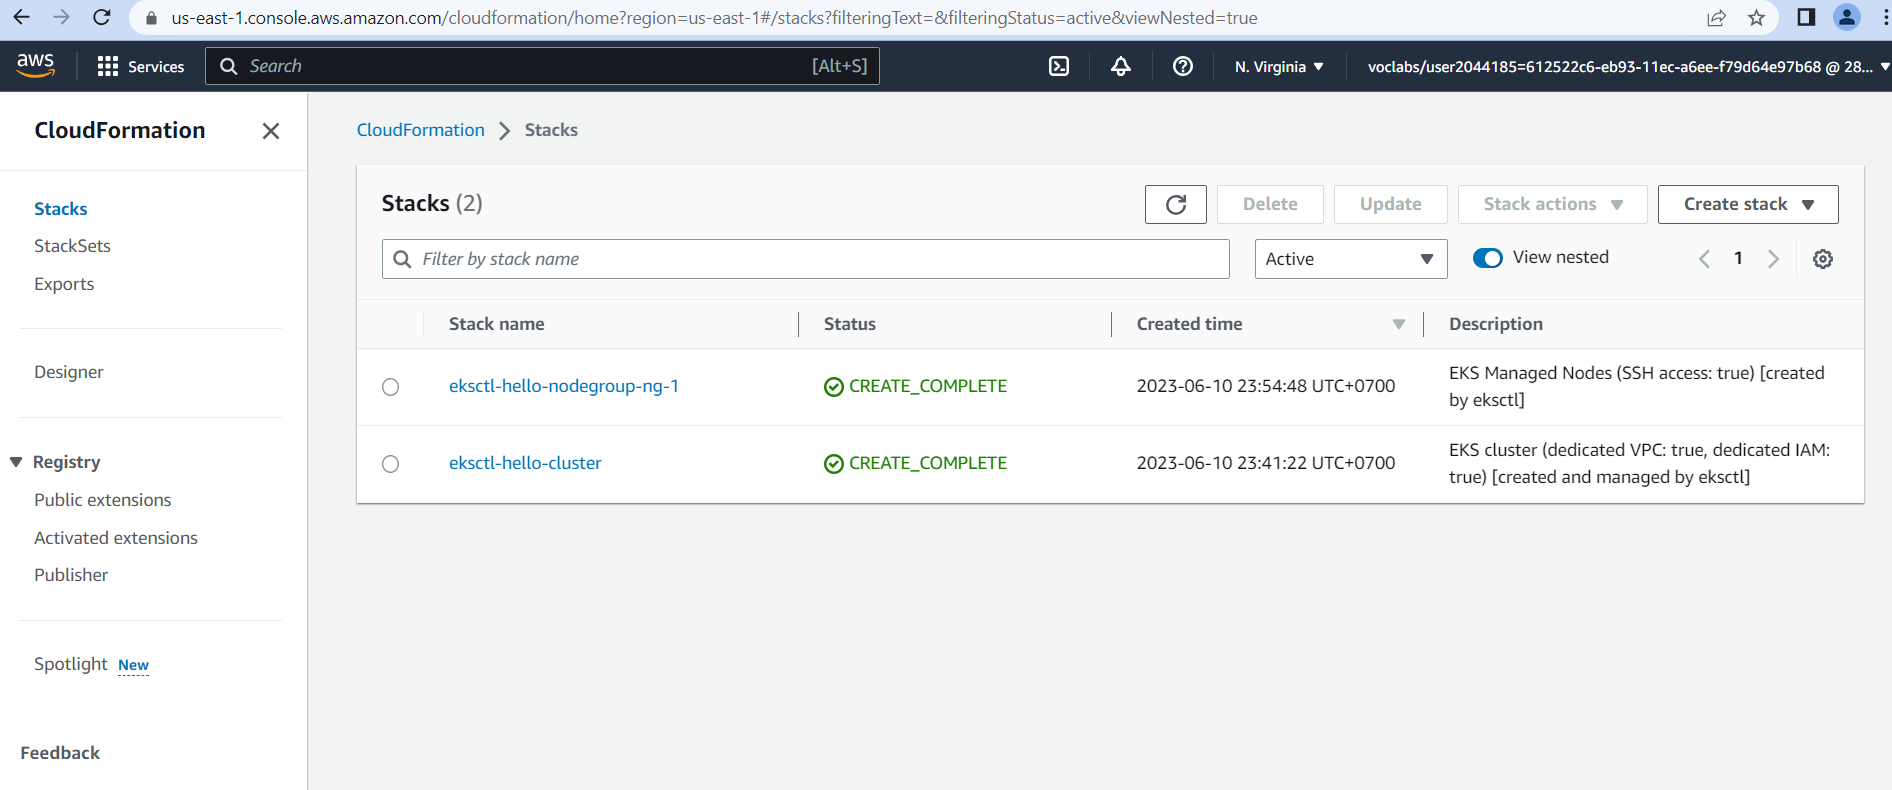 us-east-1.console.aws.amazon.com/cloudformation/home?region=us-east-1#/stacks?filteringText=&filteringStatus=active&viewNested=true
aws
Services
Search
[Alt+S]
N. Virginia
voclabs/user2044185=612522c6-eb93-11ec-a6ee-f79d64e97b68 @ 28...
CloudFormation
Stacks
StackSets
Exports
Designer
Registry
Public extensions
Activated extensions
Publisher
Spotlight New
Feedback
CloudFormation > Stacks
Stacks (2)
Delete
Update
Stack actions
Create stack
Filter by stack name
Active
View nested
1
Stack name Status Created time Description
eksctl-hello-nodegroup-ng-1 CREATE_COMPLETE 2023-06-10 23:54:48 UTC+0700 EKS Managed Nodes (SSH access: true) [created
by eksctl]
eksctl-hello-cluster CREATE_COMPLETE 2023-06-10 23:41:22 UTC+0700 EKS cluster (dedicated VPC: true, dedicated IAM:
true) [created and managed by eksctl]